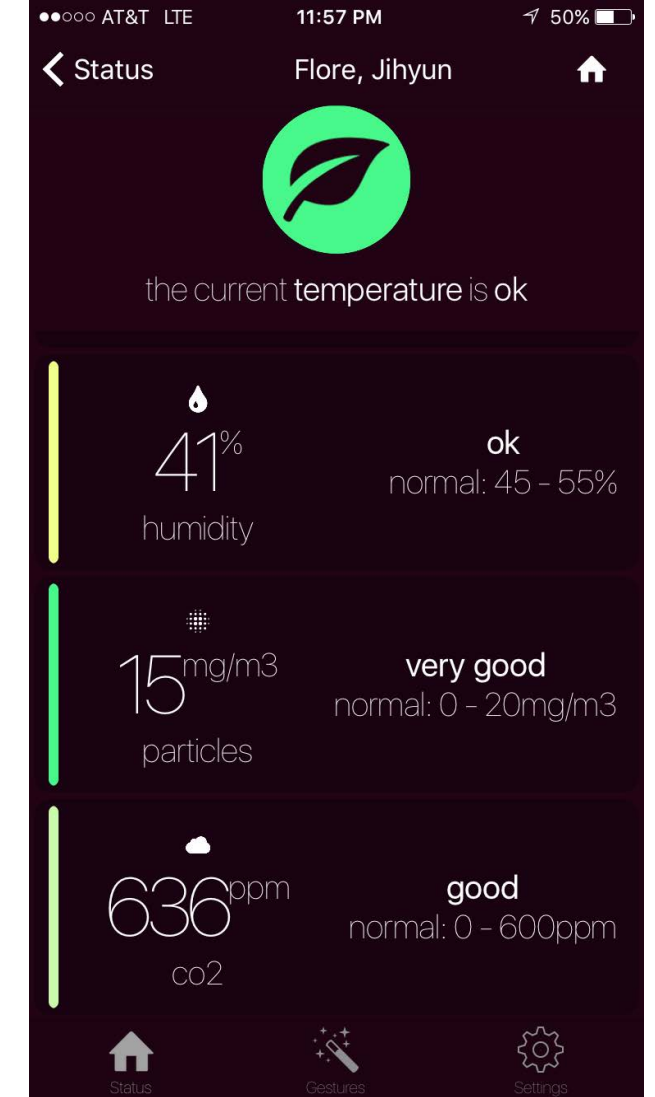 AT&T LTE 11:57 PM 50%
Status Flore, Jihyun
the current temperature is ok
41%
ok
normal: 45 - 55%
humidity
15mg/m3
very good
normal: 0 - 20mg/m3
particles
636ppm
good
normal: 0 - 600ppm
co2
Status Gestures Settings